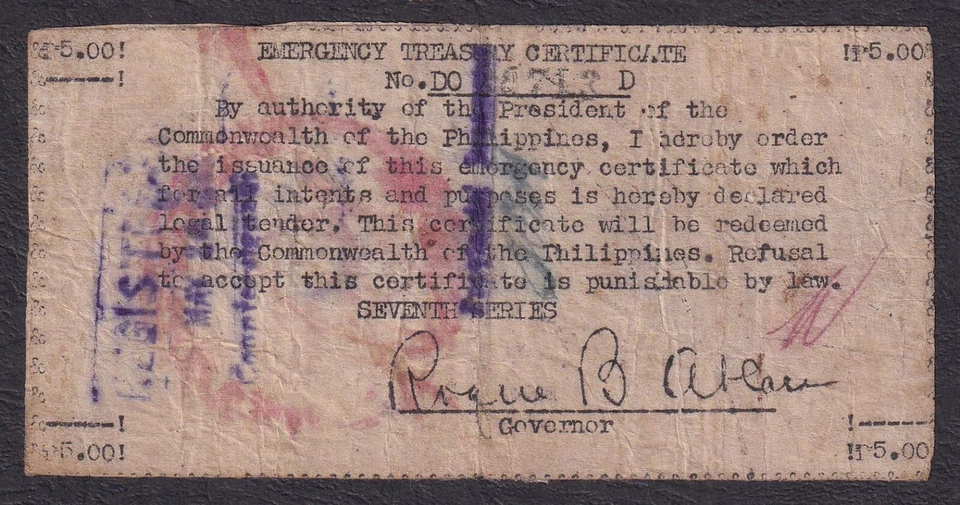 ₱5.00! EMERGENCY TREASURY CERTIFICATE !₱5.00
-----! No. DO 6712 D
By authority of the President of the
Commonwealth of the Philippines, I hereby order
the issuance of this emergency certificate which
for all intents and purposes is hereby declared
legal tender. This certificate will be redeemed
by the Commonwealth of the Philippines. Refusal
to accept this certificate is punishable by law.
SEVENTH SERIES
Roque B Ablan
Governor
-----! !-----
₱5.00! !₱5.00
REGISTERED